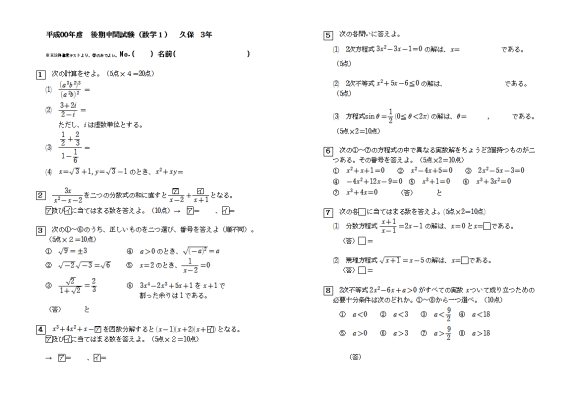 平成00年度　後期中間試験（数学１）　久保　3年
No.(　　) 名前(　　　　　　)
1　次の計算をせよ。（5点×4＝20点）
(1) (a²b³)³/(a³b)² =
(2) (3+2i)/(2-i) =
ただし、iは虚数単位とする。
(3) (1/2+2/3)/(1-1/6) =
(4) x=√3+1, y=√3-1 のとき、x²+xy=
2　3x/(x²-x-2) を二つの分数式の和に直すと ア/(x-2)+イ/(x+1) となる。
ア及びイに当てはまる数を答えよ。（10点）→ ア=　　、イ=
3　次の①～⑥のうち、正しいものを二つ選び、番号を答えよ（順不同）。
（5点×2＝10点）
① √9=±3　④ a>0のとき、√(-a)²=a
② √-2√-3=√6　⑤ x=2のとき、1/(x-2)=0
③ √2/(1+√2)=2/3　⑥ 3x⁴-2x³+5x+1をx+1で
割った余りは1である。
（答）　　と
4　x³+4x²+x-アを因数分解すると(x-1)(x+2)(x+イ)となる。
ア及びイに当てはまる数を答えよ。（5点×2＝10点）
→ ア=　　、イ=
5　次の各問いに答えよ。
(1) 2次方程式 3x²-3x-1=0 の解は、x=　　　である。
（5点）
(2) 2次不等式 x²+5x-6≦0 の解は、　　　である。
（5点）
(3) 方程式 sinθ=1/2 (0≦θ<2π) の解は、θ=　　,　　である。
（5点×2=10点）
6　次の①～⑦の方程式の中で異なる実数解をちょうど2個持つものが二
つある。その番号を答えよ。（5点×2=10点）
① x²+x+1=0　② x²-4x+5=0　③ 2x²-5x-3=0
④ -4x²+12x-9=0　⑤ x³+1=0　⑥ x³+3x²=0
⑦ x³+4x=0　（答）　　と
7　次の各□に当てはまる数を答えよ。（5点×2=10点）
(1) 分数方程式 (x+1)/(x-1)=2x-1 の解は、x=0とx=□である。
（答）□=
(2) 無理方程式 √x+1=x-5 の解は、x=□である。
（答）□=
8　2次不等式 2x²-6x+a>0 がすべての実数xついて成り立つための
必要十分条件は次のどれか。①～⑧から一つ選べ。（10点）
① a<0　② a<3　③ a<9/2　④ a<18
⑤ a>0　⑥ a>3　⑦ a>9/2　⑧ a>18
（答）